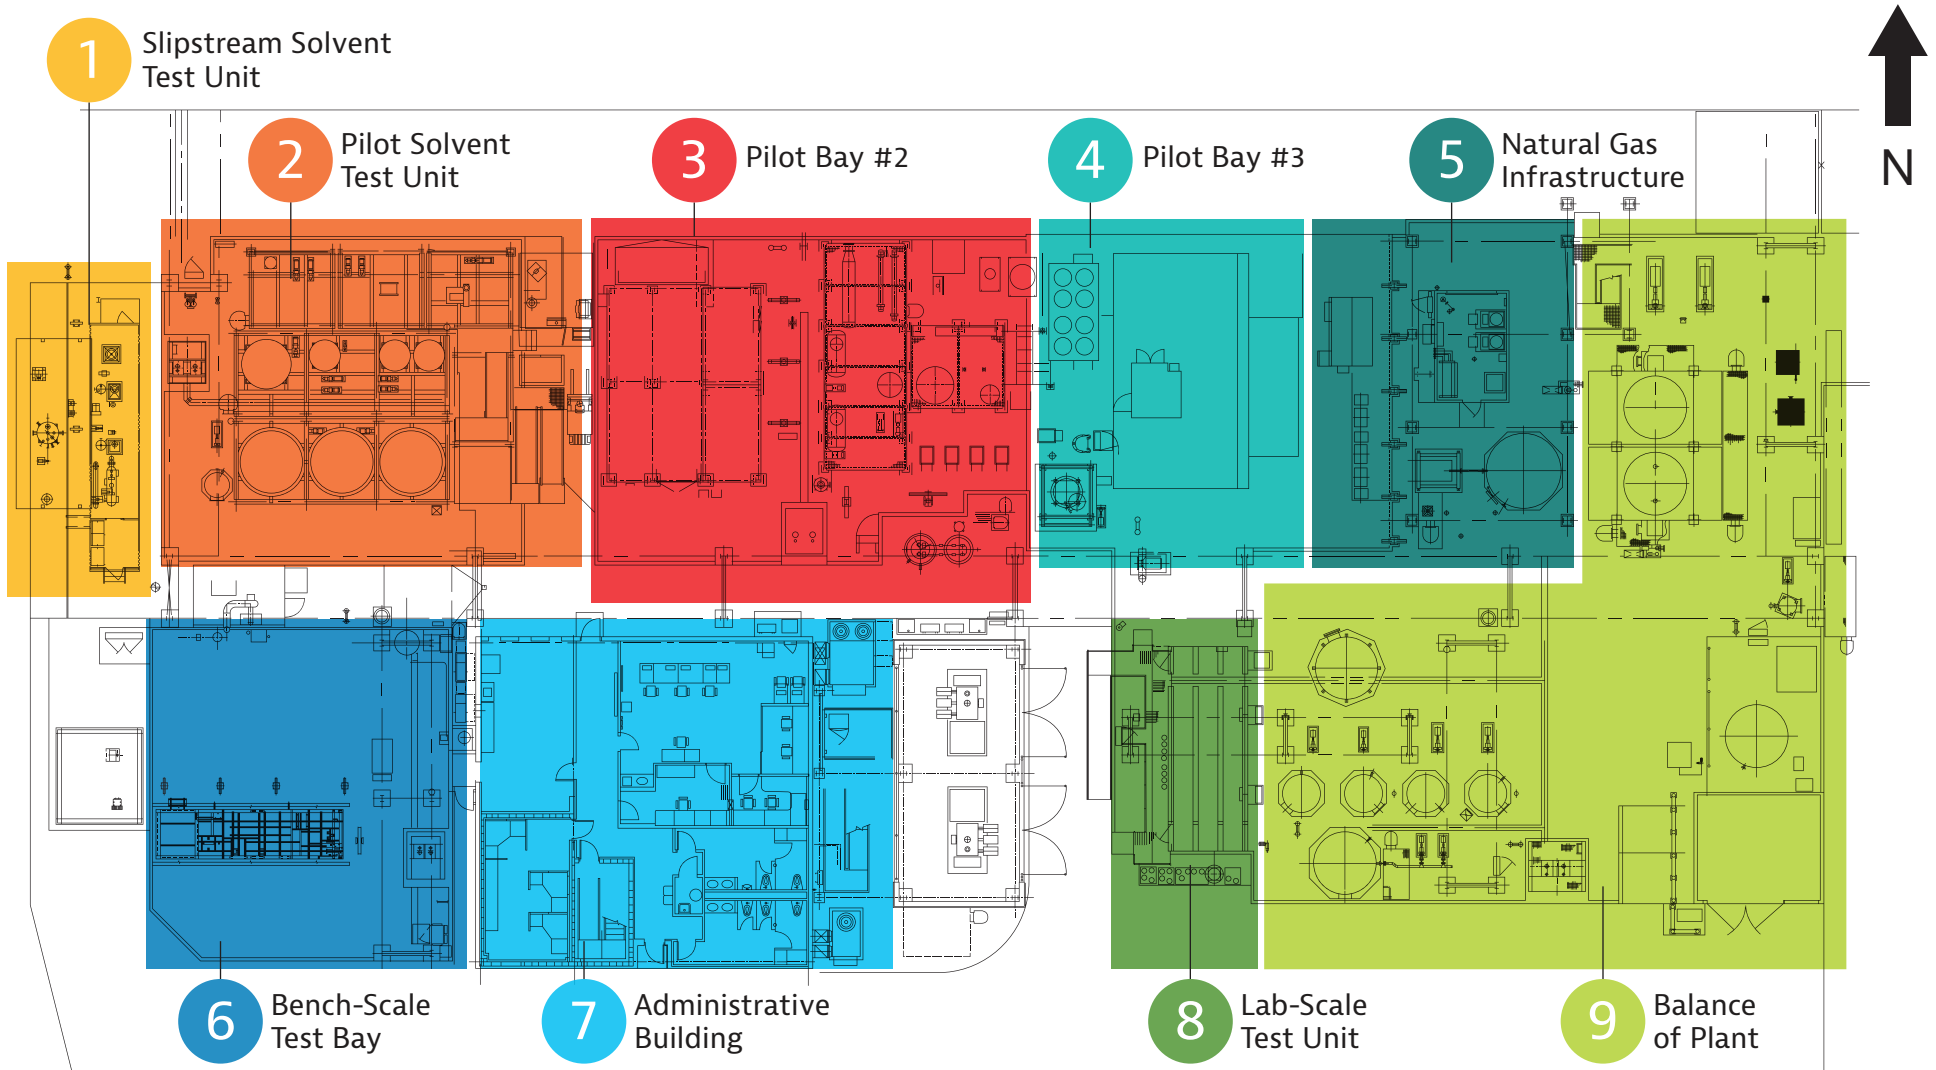 1
Slipstream Solvent
Test Unit
2
Pilot Solvent
Test Unit
3
Pilot Bay #2
4
Pilot Bay #3
5
Natural Gas
Infrastructure
N
6
Bench-Scale
Test Bay
7
Administrative
Building
8
Lab-Scale
Test Unit
9
Balance
of Plant